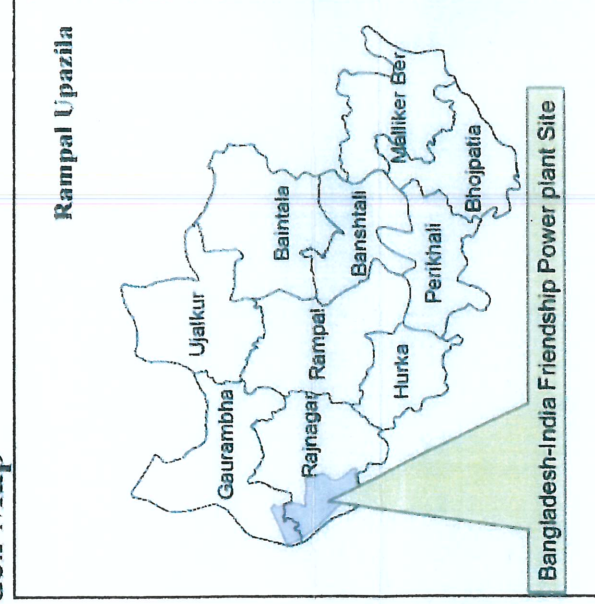 Rampal Upazila
Ujalkur
Gaurambha
Baintala
Rajnagar
Rampal
Banshtali
Malliker Ber
Hurka
Perikhali
Bhojpatia
Bangladesh-India Friendship Power plant Site